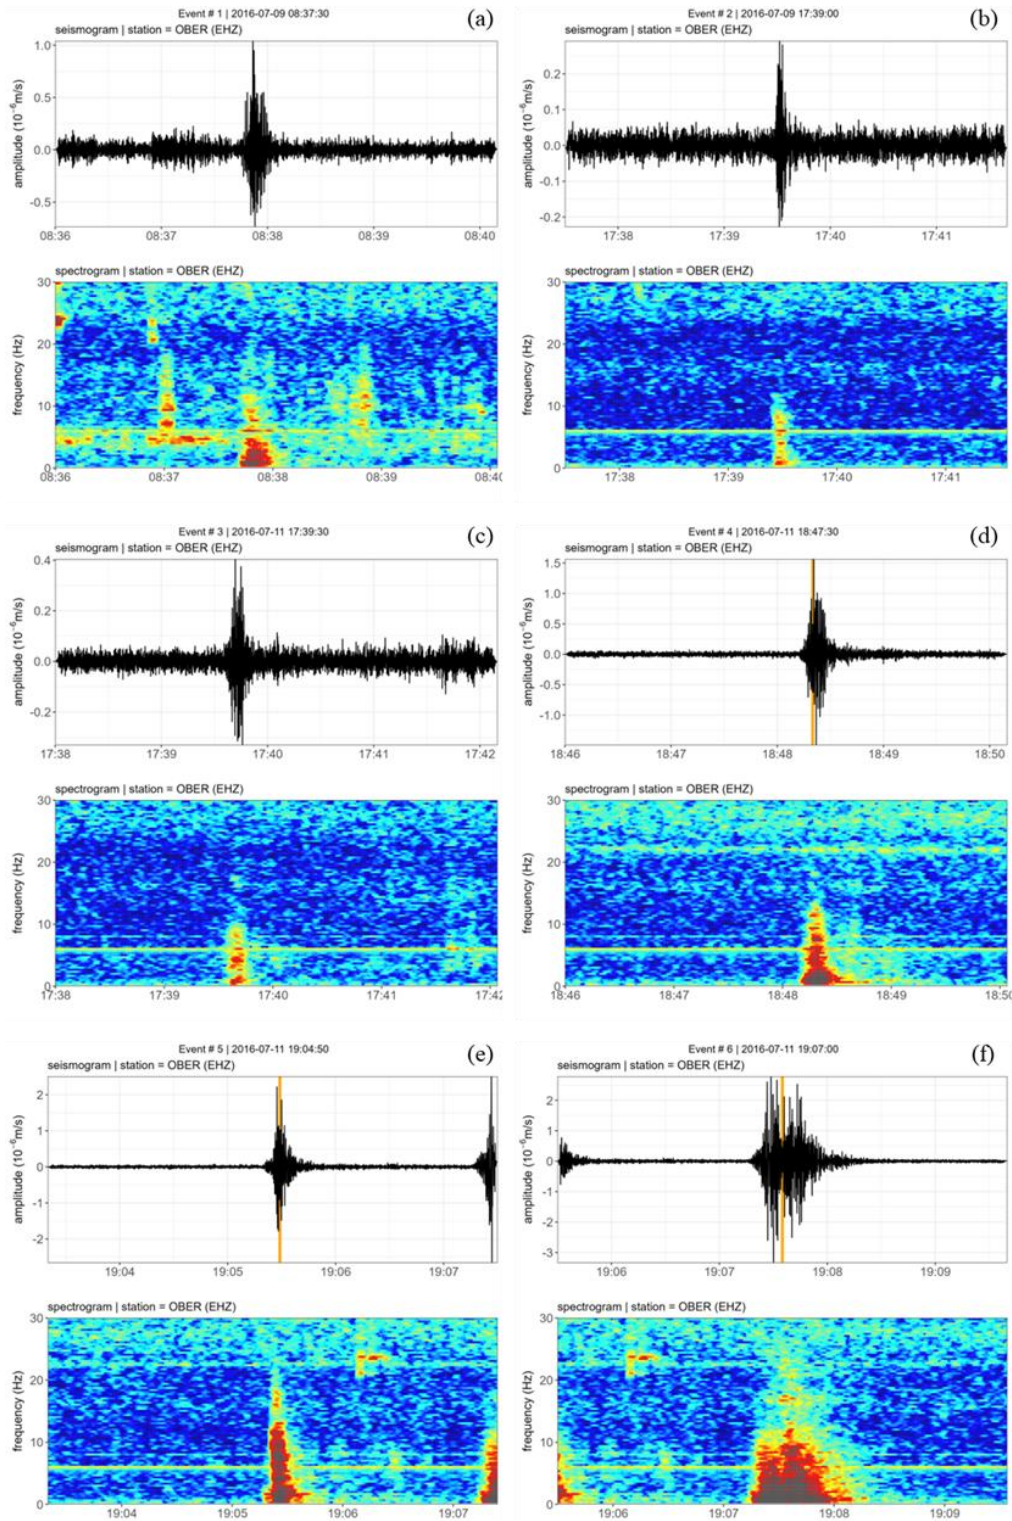 Event # 1 | 2016-07-09 08:37:30
(a)
seismogram | station = OBER (EHZ)
amplitude (10⁻⁶m/s)
1.0
0.5
0.0
-0.5
08:36 08:37 08:38 08:39 08:40
spectrogram | station = OBER (EHZ)
frequency (Hz)
30
20
10
0
08:36 08:37 08:38 08:39 08:40
Event # 2 | 2016-07-09 17:39:00
(b)
seismogram | station = OBER (EHZ)
amplitude (10⁻⁶m/s)
0.2
0.1
0.0
-0.1
-0.2
17:38 17:39 17:40 17:41
spectrogram | station = OBER (EHZ)
frequency (Hz)
30
20
10
0
17:38 17:39 17:40 17:41
Event # 3 | 2016-07-11 17:39:30
(c)
seismogram | station = OBER (EHZ)
amplitude (10⁻⁶m/s)
0.4
0.2
0.0
-0.2
17:38 17:39 17:40 17:41 17:42
spectrogram | station = OBER (EHZ)
frequency (Hz)
30
20
10
0
17:38 17:39 17:40 17:41 17:42
Event # 4 | 2016-07-11 18:47:30
(d)
seismogram | station = OBER (EHZ)
amplitude (10⁻⁶m/s)
1.5
1.0
0.5
0.0
-0.5
-1.0
18:46 18:47 18:48 18:49 18:50
spectrogram | station = OBER (EHZ)
frequency (Hz)
30
20
10
0
18:46 18:47 18:48 18:49 18:50
Event # 5 | 2016-07-11 19:04:50
(e)
seismogram | station = OBER (EHZ)
amplitude (10⁻⁶m/s)
2
1
0
-1
-2
19:04 19:05 19:06 19:07
spectrogram | station = OBER (EHZ)
frequency (Hz)
30
20
10
0
19:04 19:05 19:06 19:07
Event # 6 | 2016-07-11 19:07:00
(f)
seismogram | station = OBER (EHZ)
amplitude (10⁻⁶m/s)
2
1
0
-1
-2
-3
19:06 19:07 19:08 19:09
spectrogram | station = OBER (EHZ)
frequency (Hz)
30
20
10
0
19:06 19:07 19:08 19:09